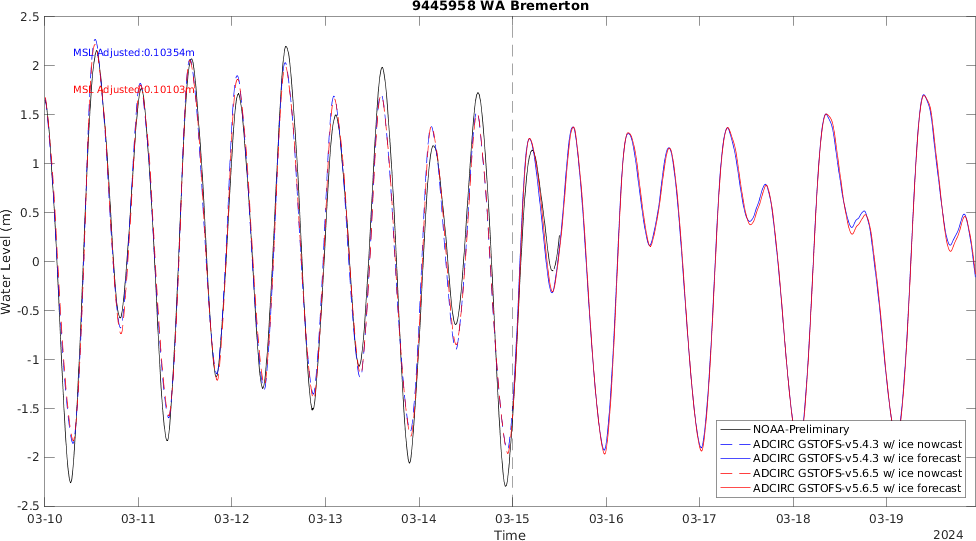 9445958 WA Bremerton
2.5
2
1.5
1
0.5
0
-0.5
-1
-1.5
-2
-2.5
Water Level (m)
MSL Adjusted:0.10354m
MSL Adjusted:0.10103m
NOAA-Preliminary
ADCIRC GSTOFS-v5.4.3 w/ ice nowcast
ADCIRC GSTOFS-v5.4.3 w/ ice forecast
ADCIRC GSTOFS-v5.6.5 w/ ice nowcast
ADCIRC GSTOFS-v5.6.5 w/ ice forecast
03-10 03-11 03-12 03-13 03-14 03-15 03-16 03-17 03-18 03-19
Time
2024